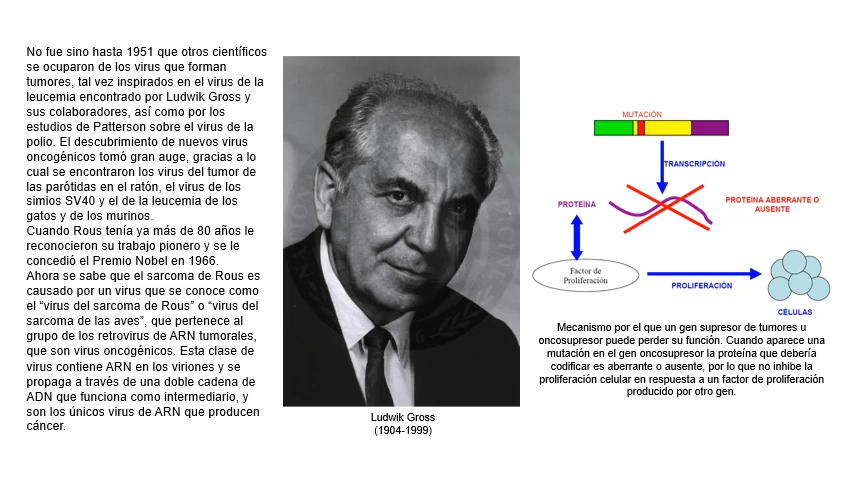 No fue sino hasta 1951 que otros científicos
se ocuparon de los virus que forman
tumores, tal vez inspirados en el virus de la
leucemia encontrado por Ludwik Gross y
sus colaboradores, así como por los
estudios de Patterson sobre el virus de la
polio. El descubrimiento de nuevos virus
oncogénicos tomó gran auge, gracias a lo
cual se encontraron los virus del tumor de
las parótidas en el ratón, el virus de los
simios SV40 y el de la leucemia de los
gatos y de los murinos.
Cuando Rous tenía ya más de 80 años le
reconocieron su trabajo pionero y se le
concedió el Premio Nobel en 1966.
Ahora se sabe que el sarcoma de Rous es
causado por un virus que se conoce como
el “virus del sarcoma de Rous” o “virus del
sarcoma de las aves”, que pertenece al
grupo de los retrovirus de ARN tumorales,
que son virus oncogénicos. Esta clase de
virus contiene ARN en los viriones y se
propaga a través de una doble cadena de
ADN que funciona como intermediario, y
son los únicos virus de ARN que producen
cáncer.
Ludwik Gross
(1904-1999)
MUTACIÓN
TRANSCRIPCIÓN
PROTEÍNA
PROTEÍNA ABERRANTE O
AUSENTE
Factor de
Proliferación
PROLIFERACIÓN
CÉLULAS
Mecanismo por el que un gen supresor de tumores u
oncosupresor puede perder su función. Cuando aparece una
mutación en el gen oncosupresor la proteína que debería
codificar es aberrante o ausente, por lo que no inhibe la
proliferación celular en respuesta a un factor de proliferación
producido por otro gen.